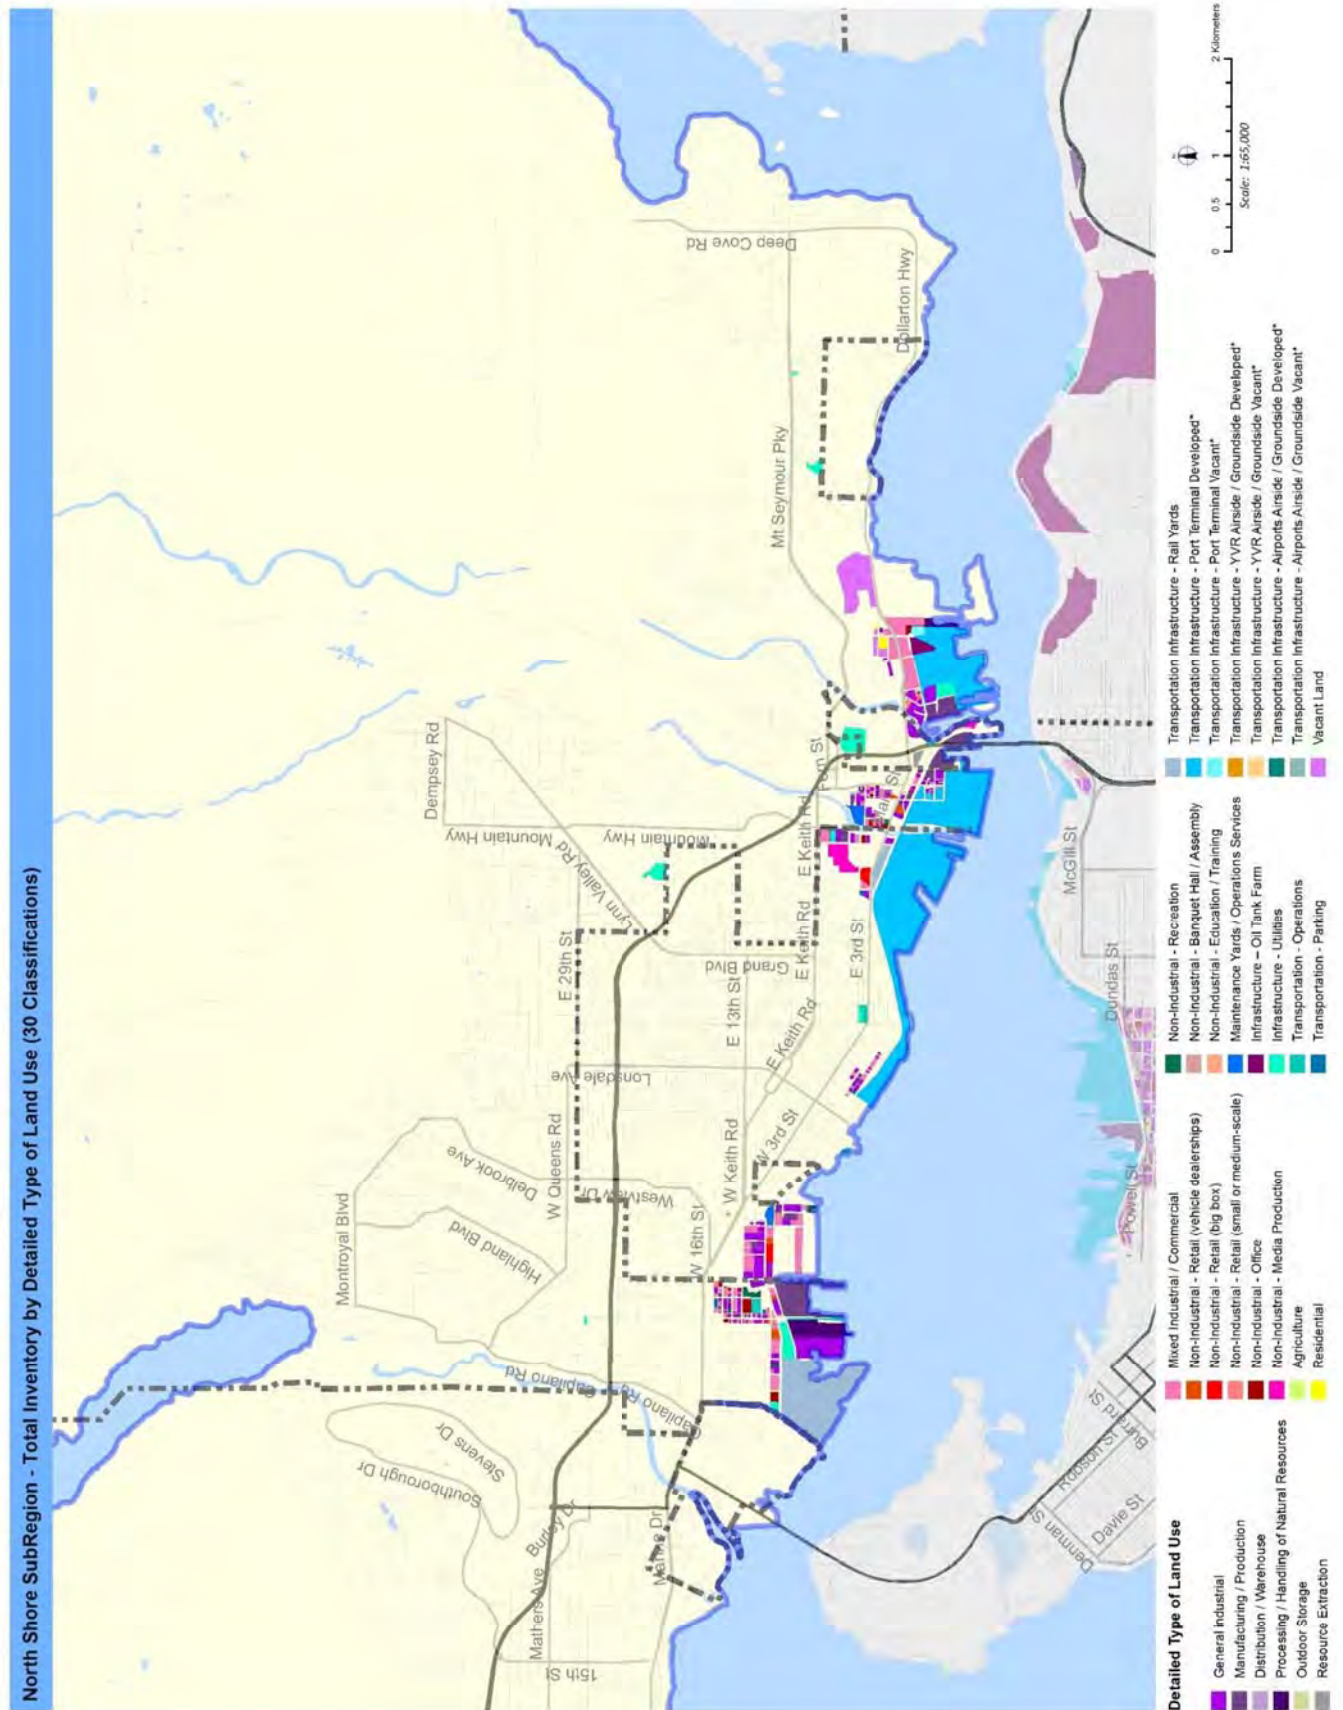 North Shore SubRegion - Total Inventory by Detailed Type of Land Use (30 Classifications)
Montroyal Blvd
Delbrook Ave
Highland Blvd
W Queens Rd
Westview Dr
W 16th St
W Keith Rd
W 3rd St
Lonsdale Ave
E 29th St
E 13th St
E Keith Rd
Grand Blvd
E Keith Rd
E 3rd St
E Keith Rd
Lynn Valley Rd
Mountain Hwy
Mountain Hwy
Dempsey Rd
Fern St
Main St
Mt Seymour Pky
Deep Cove Rd
Dollarton Hwy
Capilano Rd
Capilano Rd
Capilano Rd
Stevens Dr
Southborough Dr
Burley Dr
Mathers Ave
Marine Dr
15th St
Denman St
Davie St
Robson St
Burrard St
Powell St
Dundas St
McGill St
Detailed Type of Land Use
General Industrial
Manufacturing / Production
Distribution / Warehouse
Processing / Handling of Natural Resources
Outdoor Storage
Resource Extraction
Mixed Industrial / Commercial
Non-Industrial - Retail (vehicle dealerships)
Non-Industrial - Retail (big box)
Non-Industrial - Retail (small or medium-scale)
Non-Industrial - Office
Non-Industrial - Media Production
Agriculture
Residential
Non-Industrial - Recreation
Non-Industrial - Banquet Hall / Assembly
Non-Industrial - Education / Training
Maintenance Yards / Operations Services
Infrastructure – Oil Tank Farm
Infrastructure - Utilities
Transportation - Operations
Transportation - Parking
Transportation Infrastructure - Rail Yards
Transportation Infrastructure - Port Terminal Developed*
Transportation Infrastructure - Port Terminal Vacant*
Transportation Infrastructure - YVR Airside / Groundside Developed*
Transportation Infrastructure - YVR Airside / Groundside Vacant*
Transportation Infrastructure - Airports Airside / Groundside Developed*
Transportation Infrastructure - Airports Airside / Groundside Vacant*
Vacant Land
0 0.5 1 2 Kilometers
Scale: 1:65,000